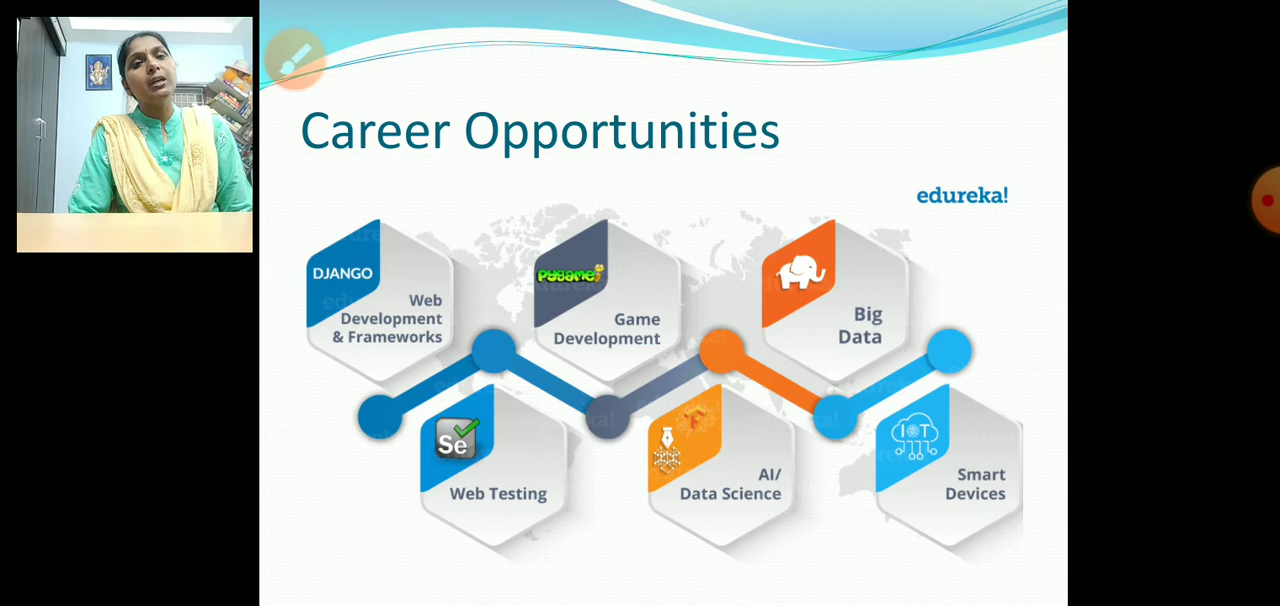 Career Opportunities
edureka!
DJANGO
Web
Development
& Frameworks
PYGAME
Game
Development
Big
Data
Se
Web Testing
AI/
Data Science
IoT
Smart
Devices